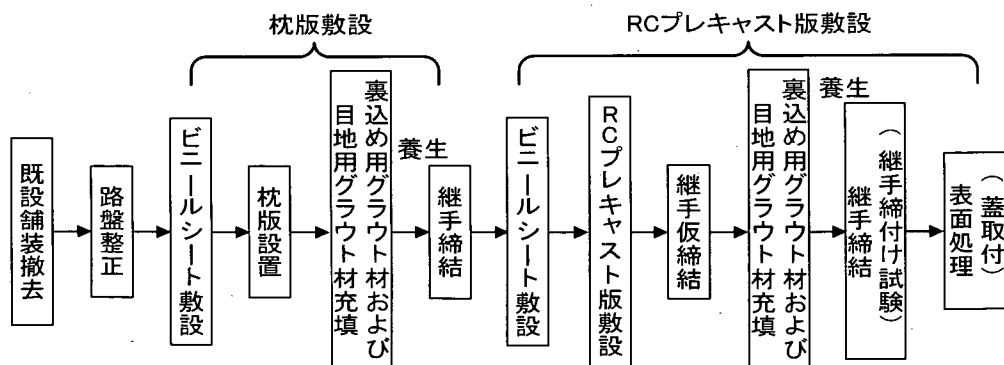 枕版敷設
RCプレキャスト版敷設
既設舗装撤去
路盤整正
ビニールシート敷設
枕版設置
裏込め用グラウト材および
目地用グラウト材充填
養生
継手締結
ビニールシート敷設
RCプレキャスト版敷設
継手仮締結
裏込め用グラウト材および
目地用グラウト材充填
養生
継手締結
（継手締付け試験）
表面処理
（蓋取付）